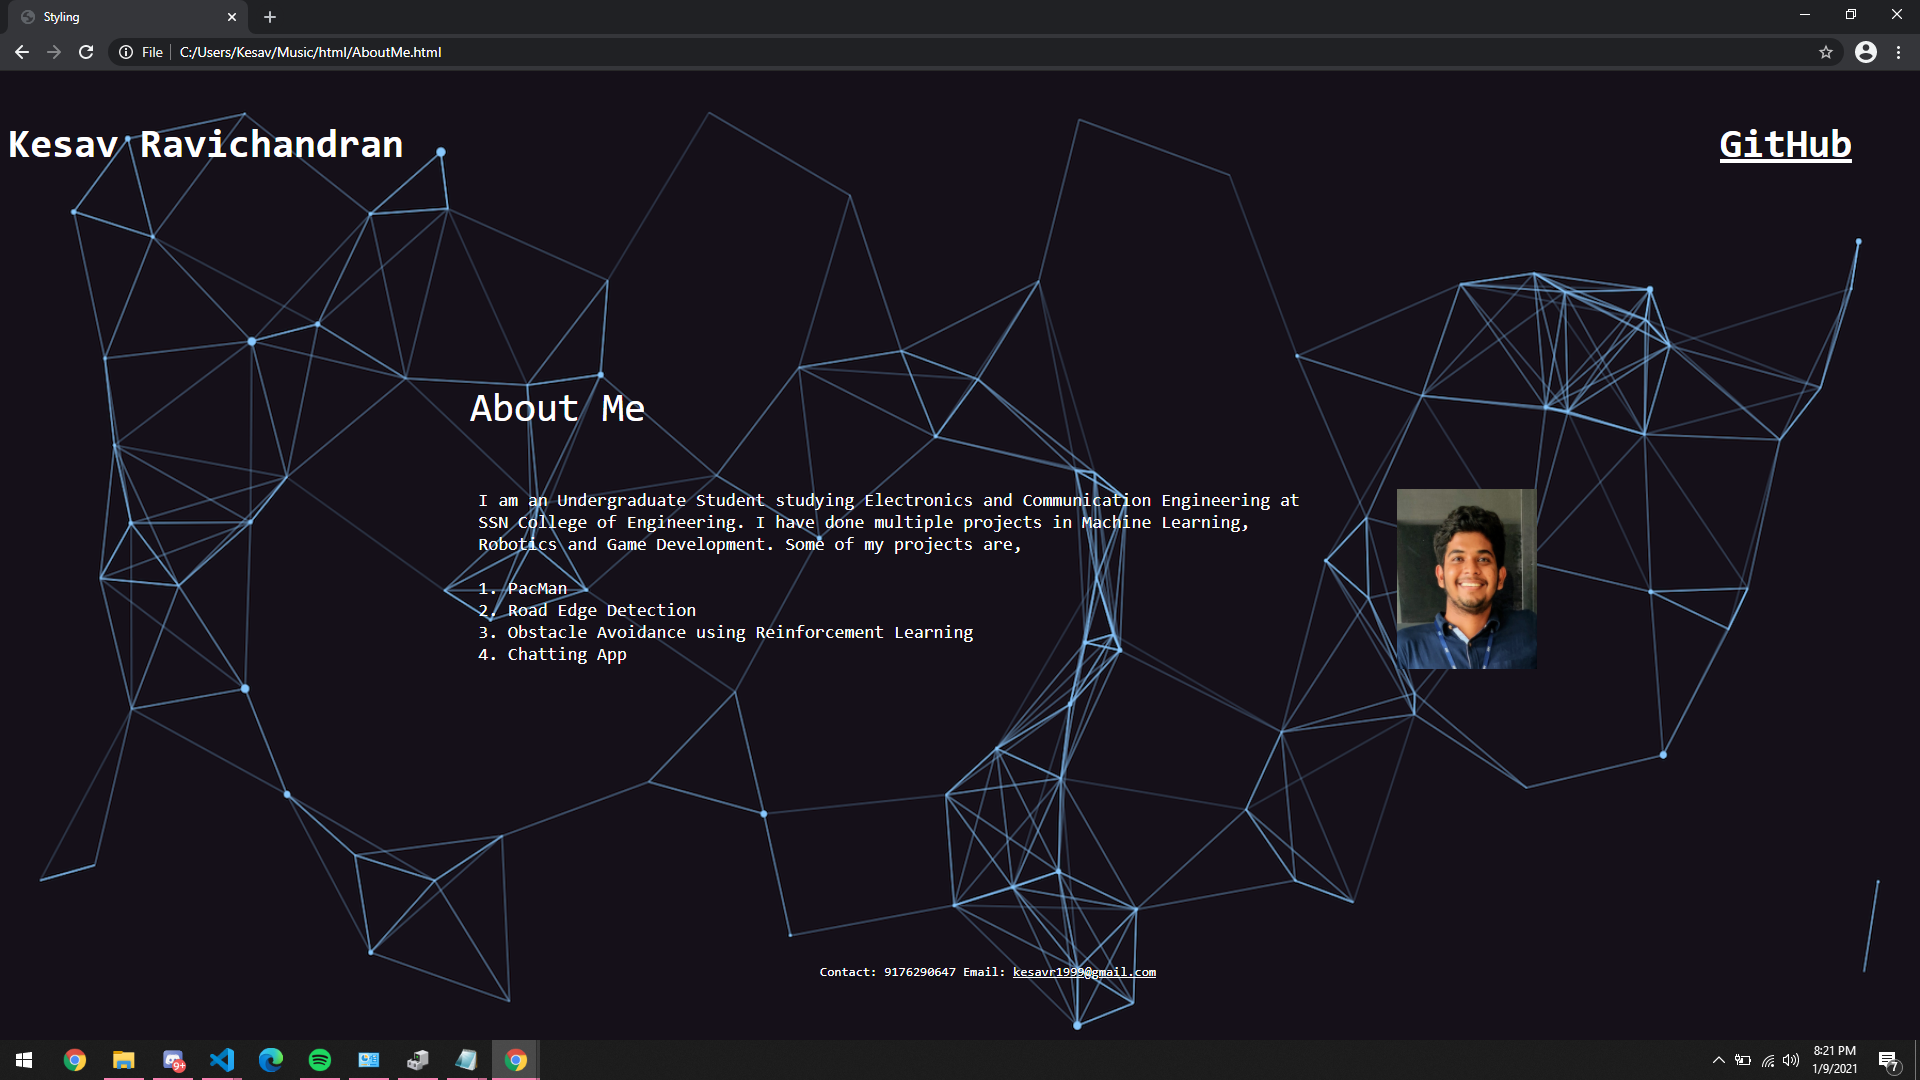 Styling
File
C:/Users/Kesav/Music/html/AboutMe.html
Kesav Ravichandran
GitHub
About Me
I am an Undergraduate Student studying Electronics and Communication Engineering at
SSN College of Engineering. I have done multiple projects in Machine Learning,
Robotics and Game Development. Some of my projects are,
1. PacMan
2. Road Edge Detection
3. Obstacle Avoidance using Reinforcement Learning
4. Chatting App
Contact: 9176290647 Email: kesavr1999@gmail.com
9+
8:21 PM
1/9/2021
7